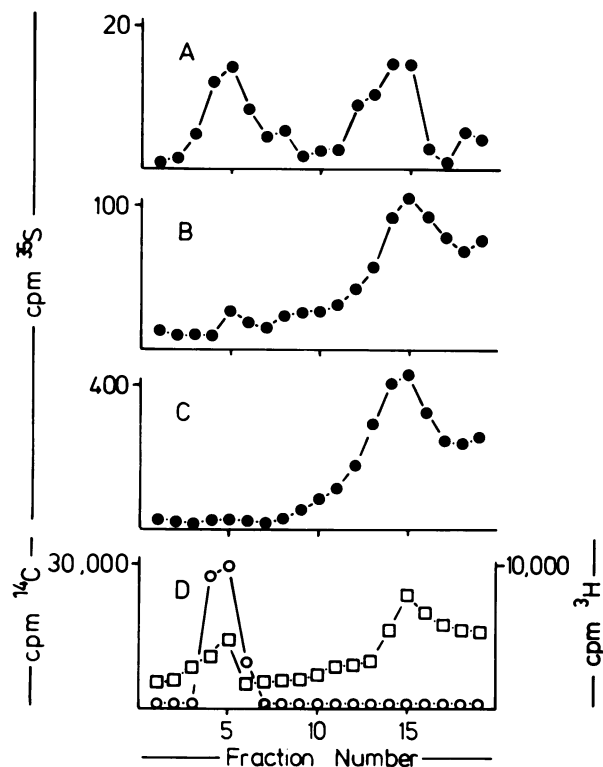 20
A
100
B
cpm 35S
400
C
30,000
D
10,000
cpm 14C
cpm 3H
5
10
15
Fraction Number